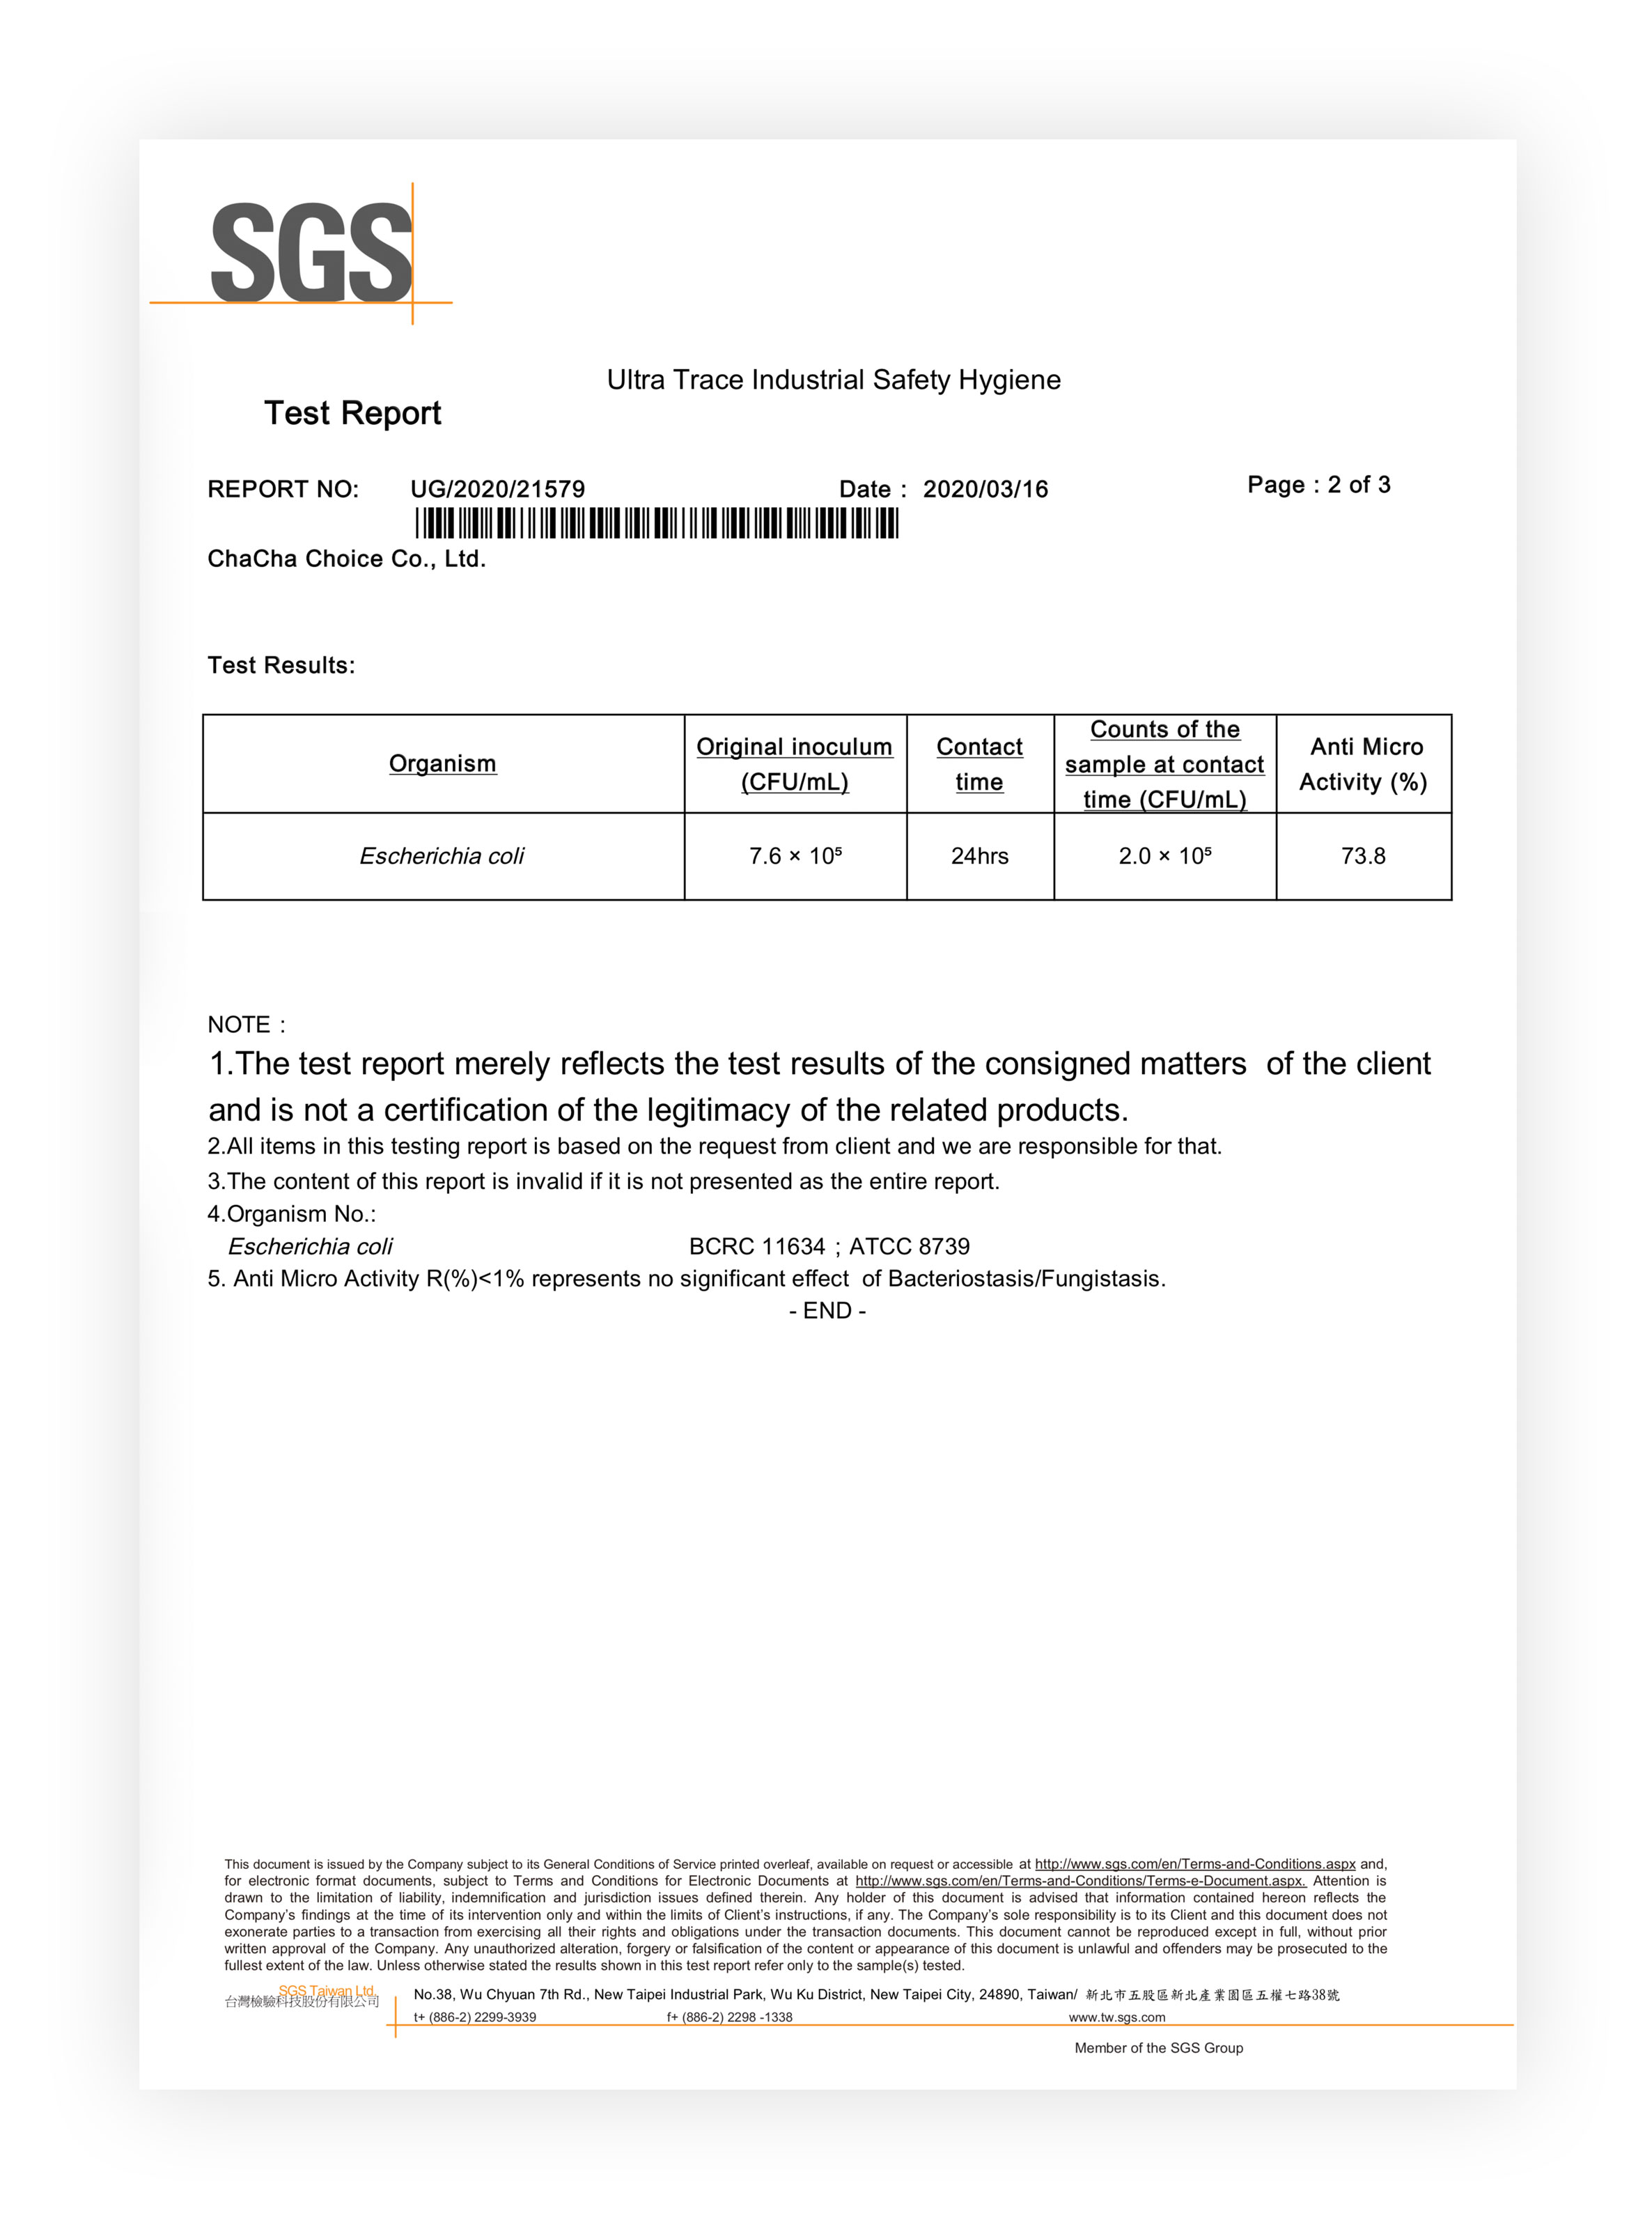 SGS
Ultra Trace Industrial Safety Hygiene
Test Report
REPORT NO: UG/2020/21579 Date : 2020/03/16 Page : 2 of 3
ChaCha Choice Co., Ltd.
Test Results:
Organism Original inoculum (CFU/mL) Contact time Counts of the sample at contact time (CFU/mL) Anti Micro Activity (%)
Escherichia coli 7.6 × 10⁵ 24hrs 2.0 × 10⁵ 73.8
NOTE :
1.The test report merely reflects the test results of the consigned matters of the client
and is not a certification of the legitimacy of the related products.
2.All items in this testing report is based on the request from client and we are responsible for that.
3.The content of this report is invalid if it is not presented as the entire report.
4.Organism No.:
Escherichia coli BCRC 11634 ; ATCC 8739
5. Anti Micro Activity R(%)<1% represents no significant effect of Bacteriostasis/Fungistasis.
- END -
This document is issued by the Company subject to its General Conditions of Service printed overleaf, available on request or accessible at http://www.sgs.com/en/Terms-and-Conditions.aspx and,
for electronic format documents, subject to Terms and Conditions for Electronic Documents at http://www.sgs.com/en/Terms-and-Conditions/Terms-e-Document.aspx. Attention is
drawn to the limitation of liability, indemnification and jurisdiction issues defined therein. Any holder of this document is advised that information contained hereon reflects the
Company's findings at the time of its intervention only and within the limits of Client's instructions, if any. The Company's sole responsibility is to its Client and this document does not
exonerate parties to a transaction from exercising all their rights and obligations under the transaction documents. This document cannot be reproduced except in full, without prior
written approval of the Company. Any unauthorized alteration, forgery or falsification of the content or appearance of this document is unlawful and offenders may be prosecuted to the
fullest extent of the law. Unless otherwise stated the results shown in this test report refer only to the sample(s) tested.
SGS Taiwan Ltd.
台灣檢驗科技股份有限公司
No.38, Wu Chyuan 7th Rd., New Taipei Industrial Park, Wu Ku District, New Taipei City, 24890, Taiwan/ 新北市五股區新北產業園區五權七路38號
t+ (886-2) 2299-3939 f+ (886-2) 2298 -1338 www.tw.sgs.com
Member of the SGS Group